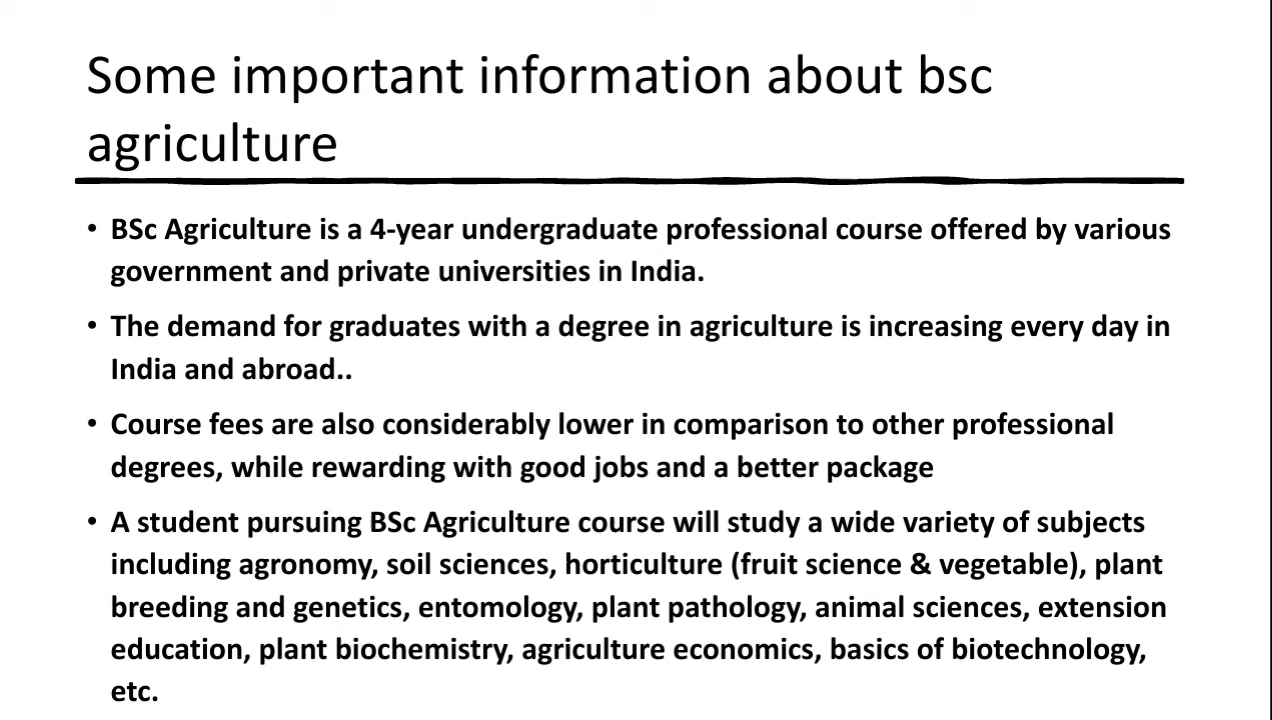 Some important information about bsc
agriculture
• BSc Agriculture is a 4-year undergraduate professional course offered by various
government and private universities in India.
• The demand for graduates with a degree in agriculture is increasing every day in
India and abroad..
• Course fees are also considerably lower in comparison to other professional
degrees, while rewarding with good jobs and a better package
• A student pursuing BSc Agriculture course will study a wide variety of subjects
including agronomy, soil sciences, horticulture (fruit science & vegetable), plant
breeding and genetics, entomology, plant pathology, animal sciences, extension
education, plant biochemistry, agriculture economics, basics of biotechnology,
etc.